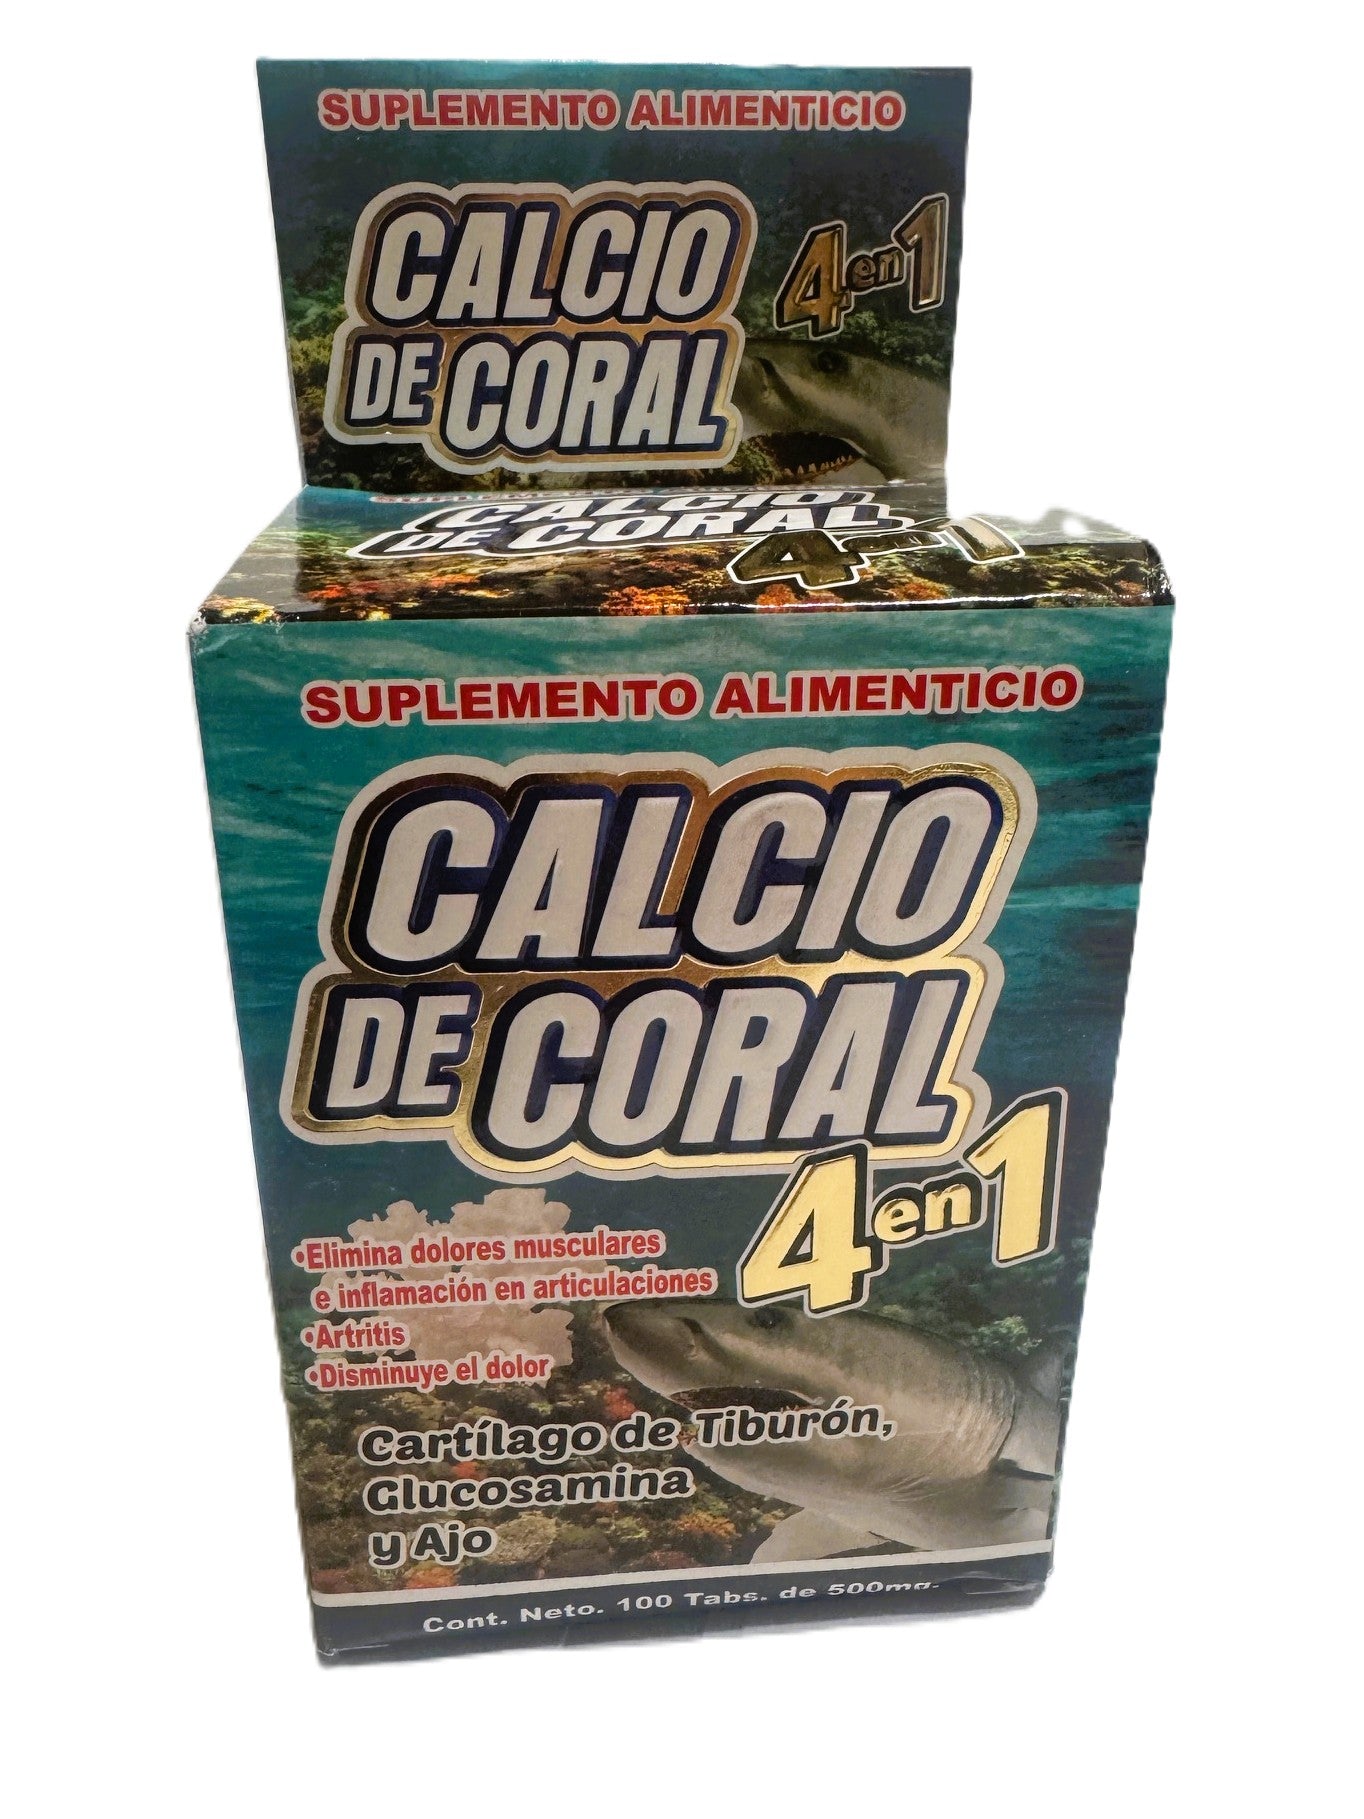 SUPLEMENTO ALIMENTICIO
CALCIO
DE CORAL
4 en 1
CALCIO
DE CORAL
4 en 1
SUPLEMENTO ALIMENTICIO
CALCIO
DE CORAL
4 en 1
•Elimina dolores musculares
e inflamación en articulaciones
•Artritis
•Disminuye el dolor
Cartílago de Tiburón,
Glucosamina
y Ajo
Cont. Neto. 100 Tabs. de 500mg.